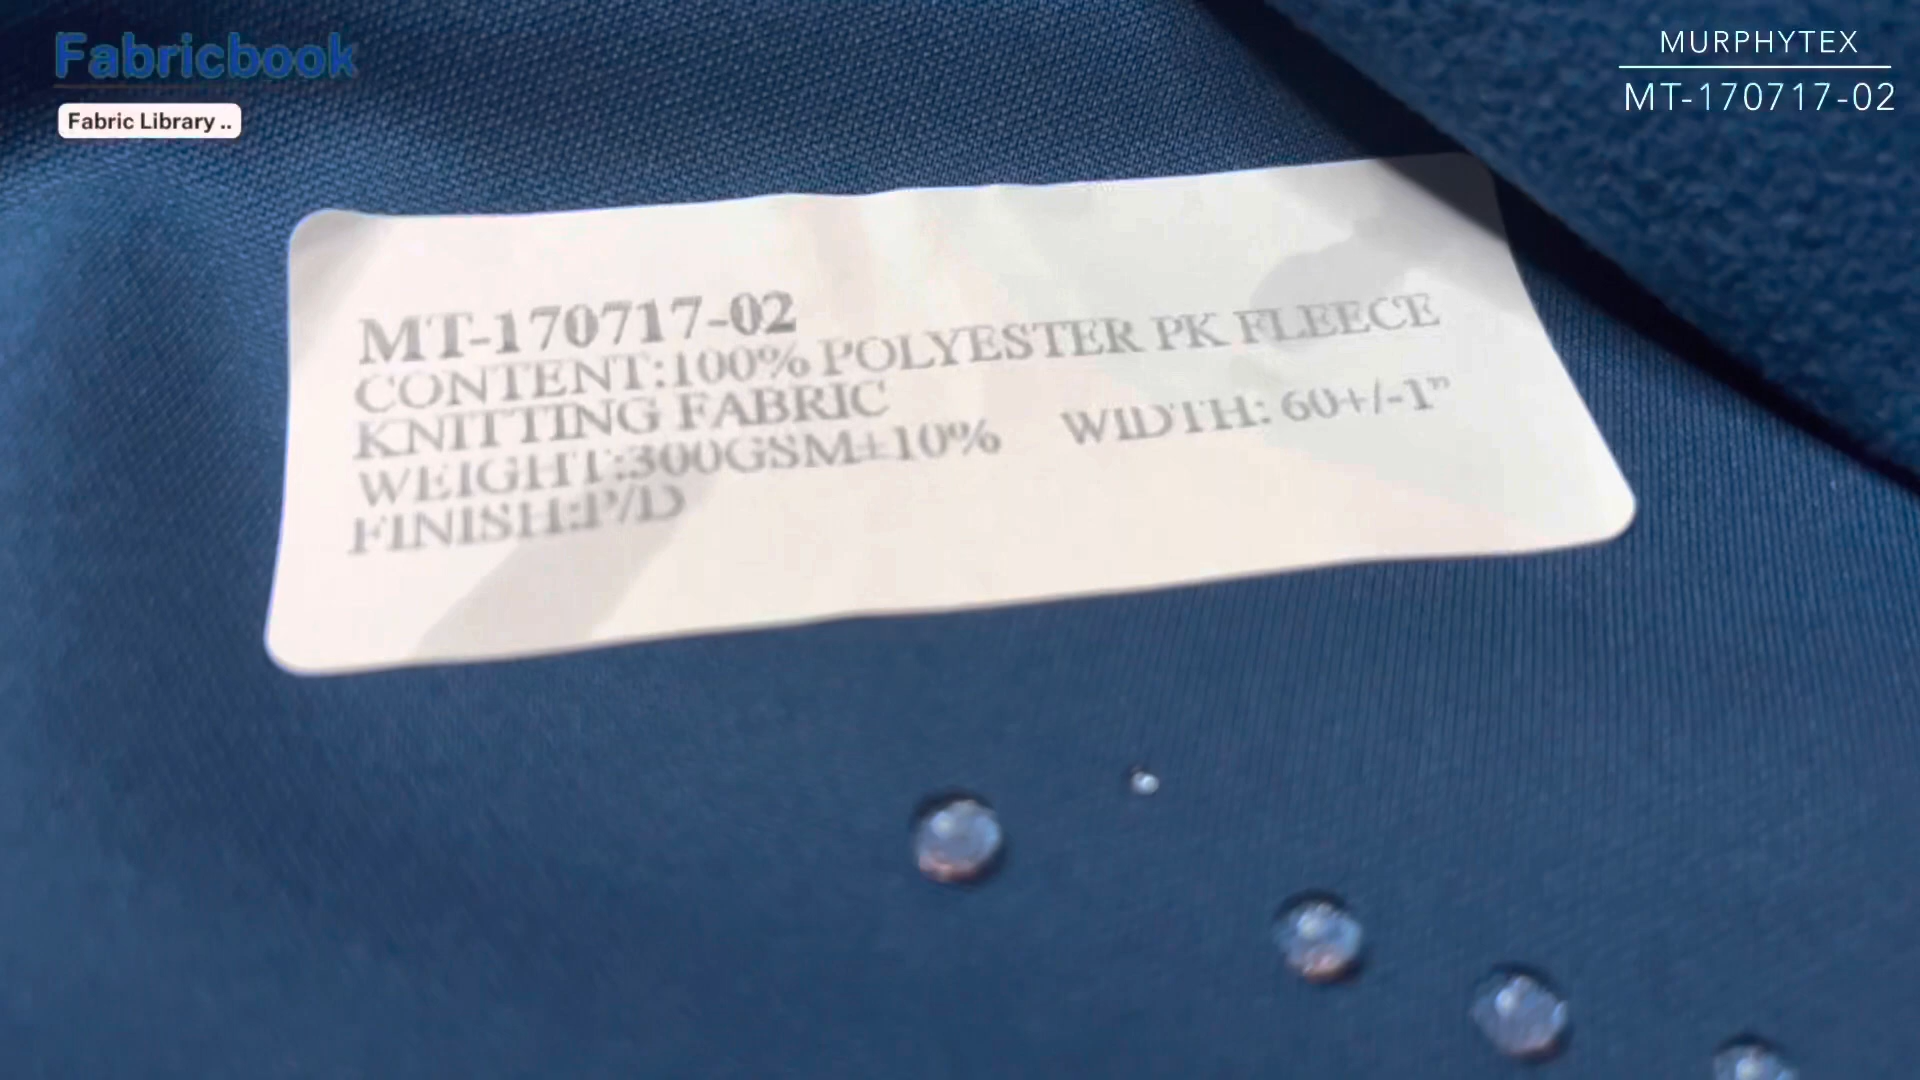 Fabricbook
Fabric Library ..
MURPHYTEX
MT-170717-02
MT-170717-02
CONTENT:100% POLYESTER PK FLEECE
KNITTING FABRIC
WEIGHT:300GSM±10% WIDTH: 60+/-1”
FINISH:P/D